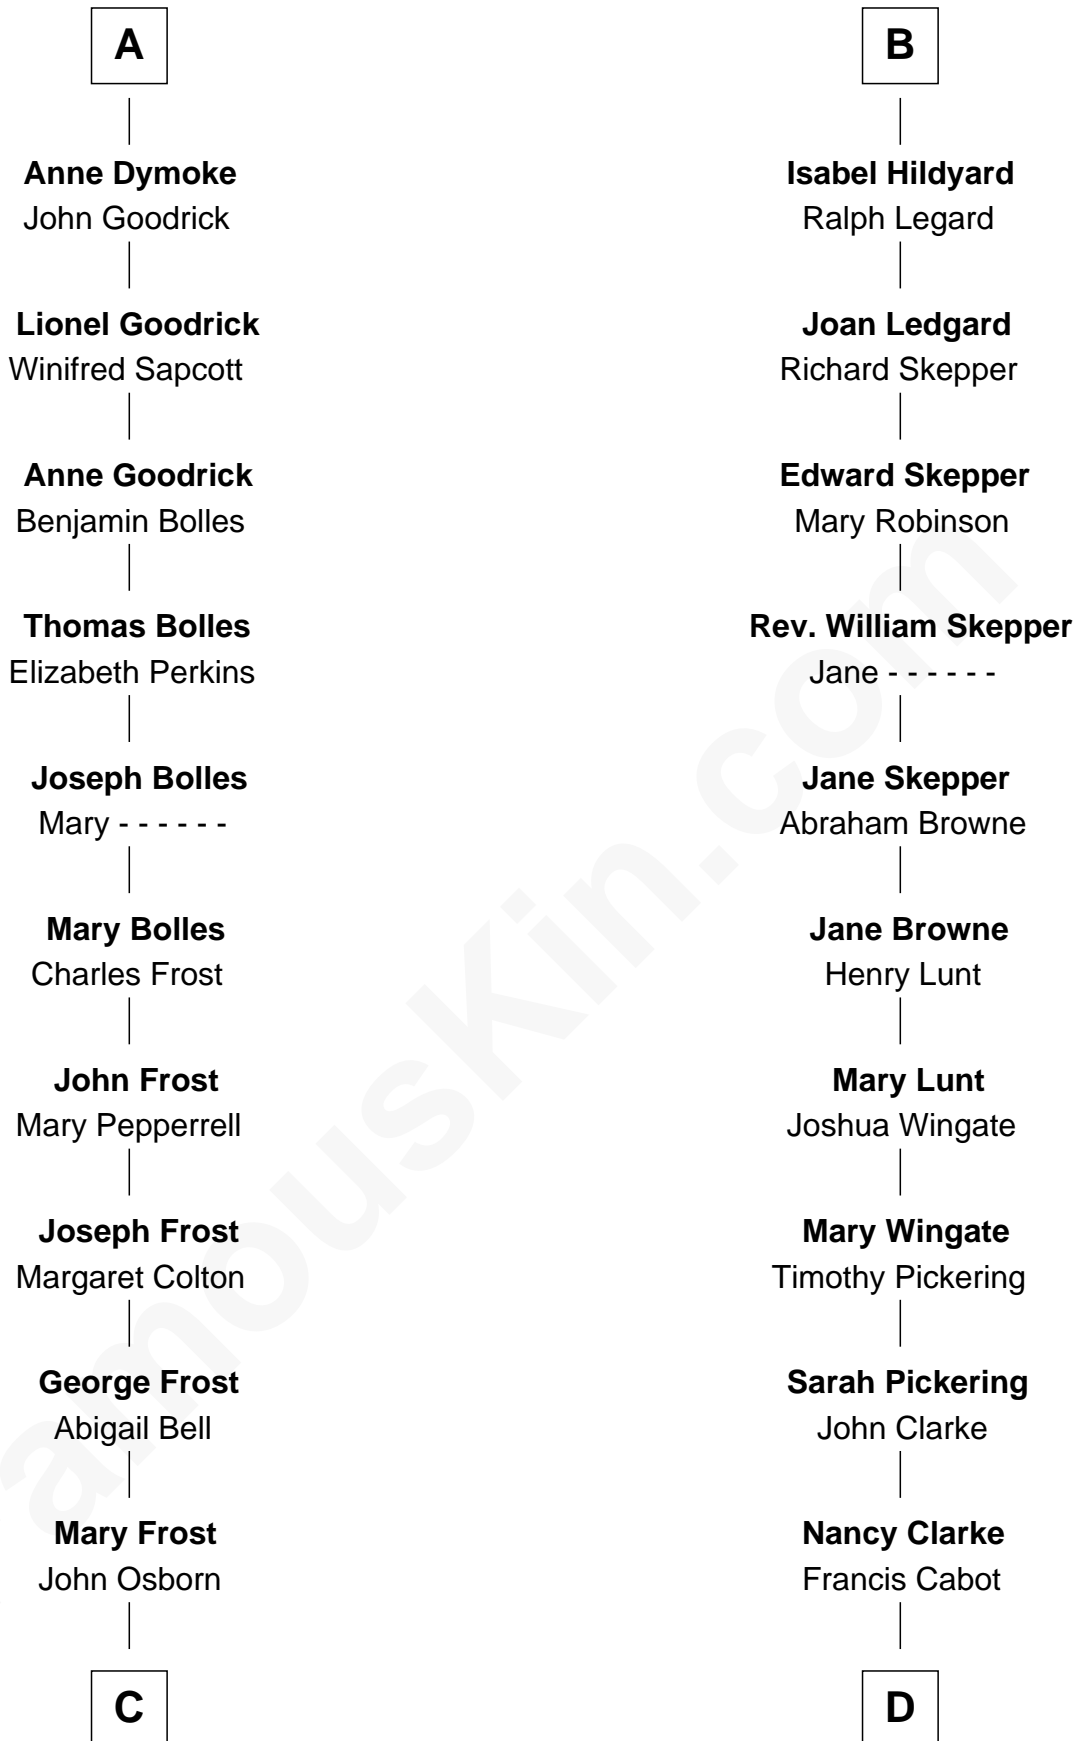 A
Anne Dymoke
John Goodrick
Lionel Goodrick
Winifred Sapcott
Anne Goodrick
Benjamin Bolles
Thomas Bolles
Elizabeth Perkins
Joseph Bolles
Mary - - - - - -
Mary Bolles
Charles Frost
John Frost
Mary Pepperrell
Joseph Frost
Margaret Colton
George Frost
Abigail Bell
Mary Frost
John Osborn
C
B
Isabel Hildyard
Ralph Legard
Joan Ledgard
Richard Skepper
Edward Skepper
Mary Robinson
Rev. William Skepper
Jane - - - - - -
Jane Skepper
Abraham Browne
Jane Browne
Henry Lunt
Mary Lunt
Joshua Wingate
Mary Wingate
Timothy Pickering
Sarah Pickering
John Clarke
Nancy Clarke
Francis Cabot
D
amousKin.com